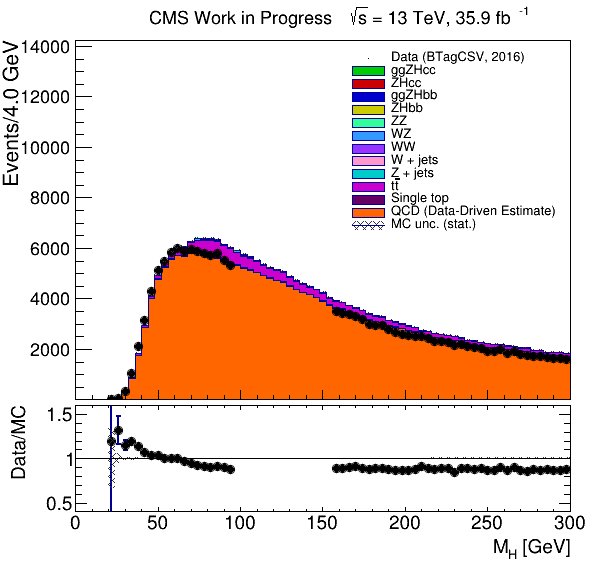 CMS Work in Progress √s = 13 TeV, 35.9 fb⁻¹
Events/4.0 GeV
14000
12000
10000
8000
6000
4000
2000
Data (BTagCSV, 2016)
ggZHcc
ZHcc
ggZHbb
ZHbb
ZZ
WZ
WW
W + jets
Z + jets
tt̄
Single top
QCD (Data-Driven Estimate)
MC unc. (stat.)
Data/MC
1.5
1
0.5
0 50 100 150 200 250 300
M_H [GeV]